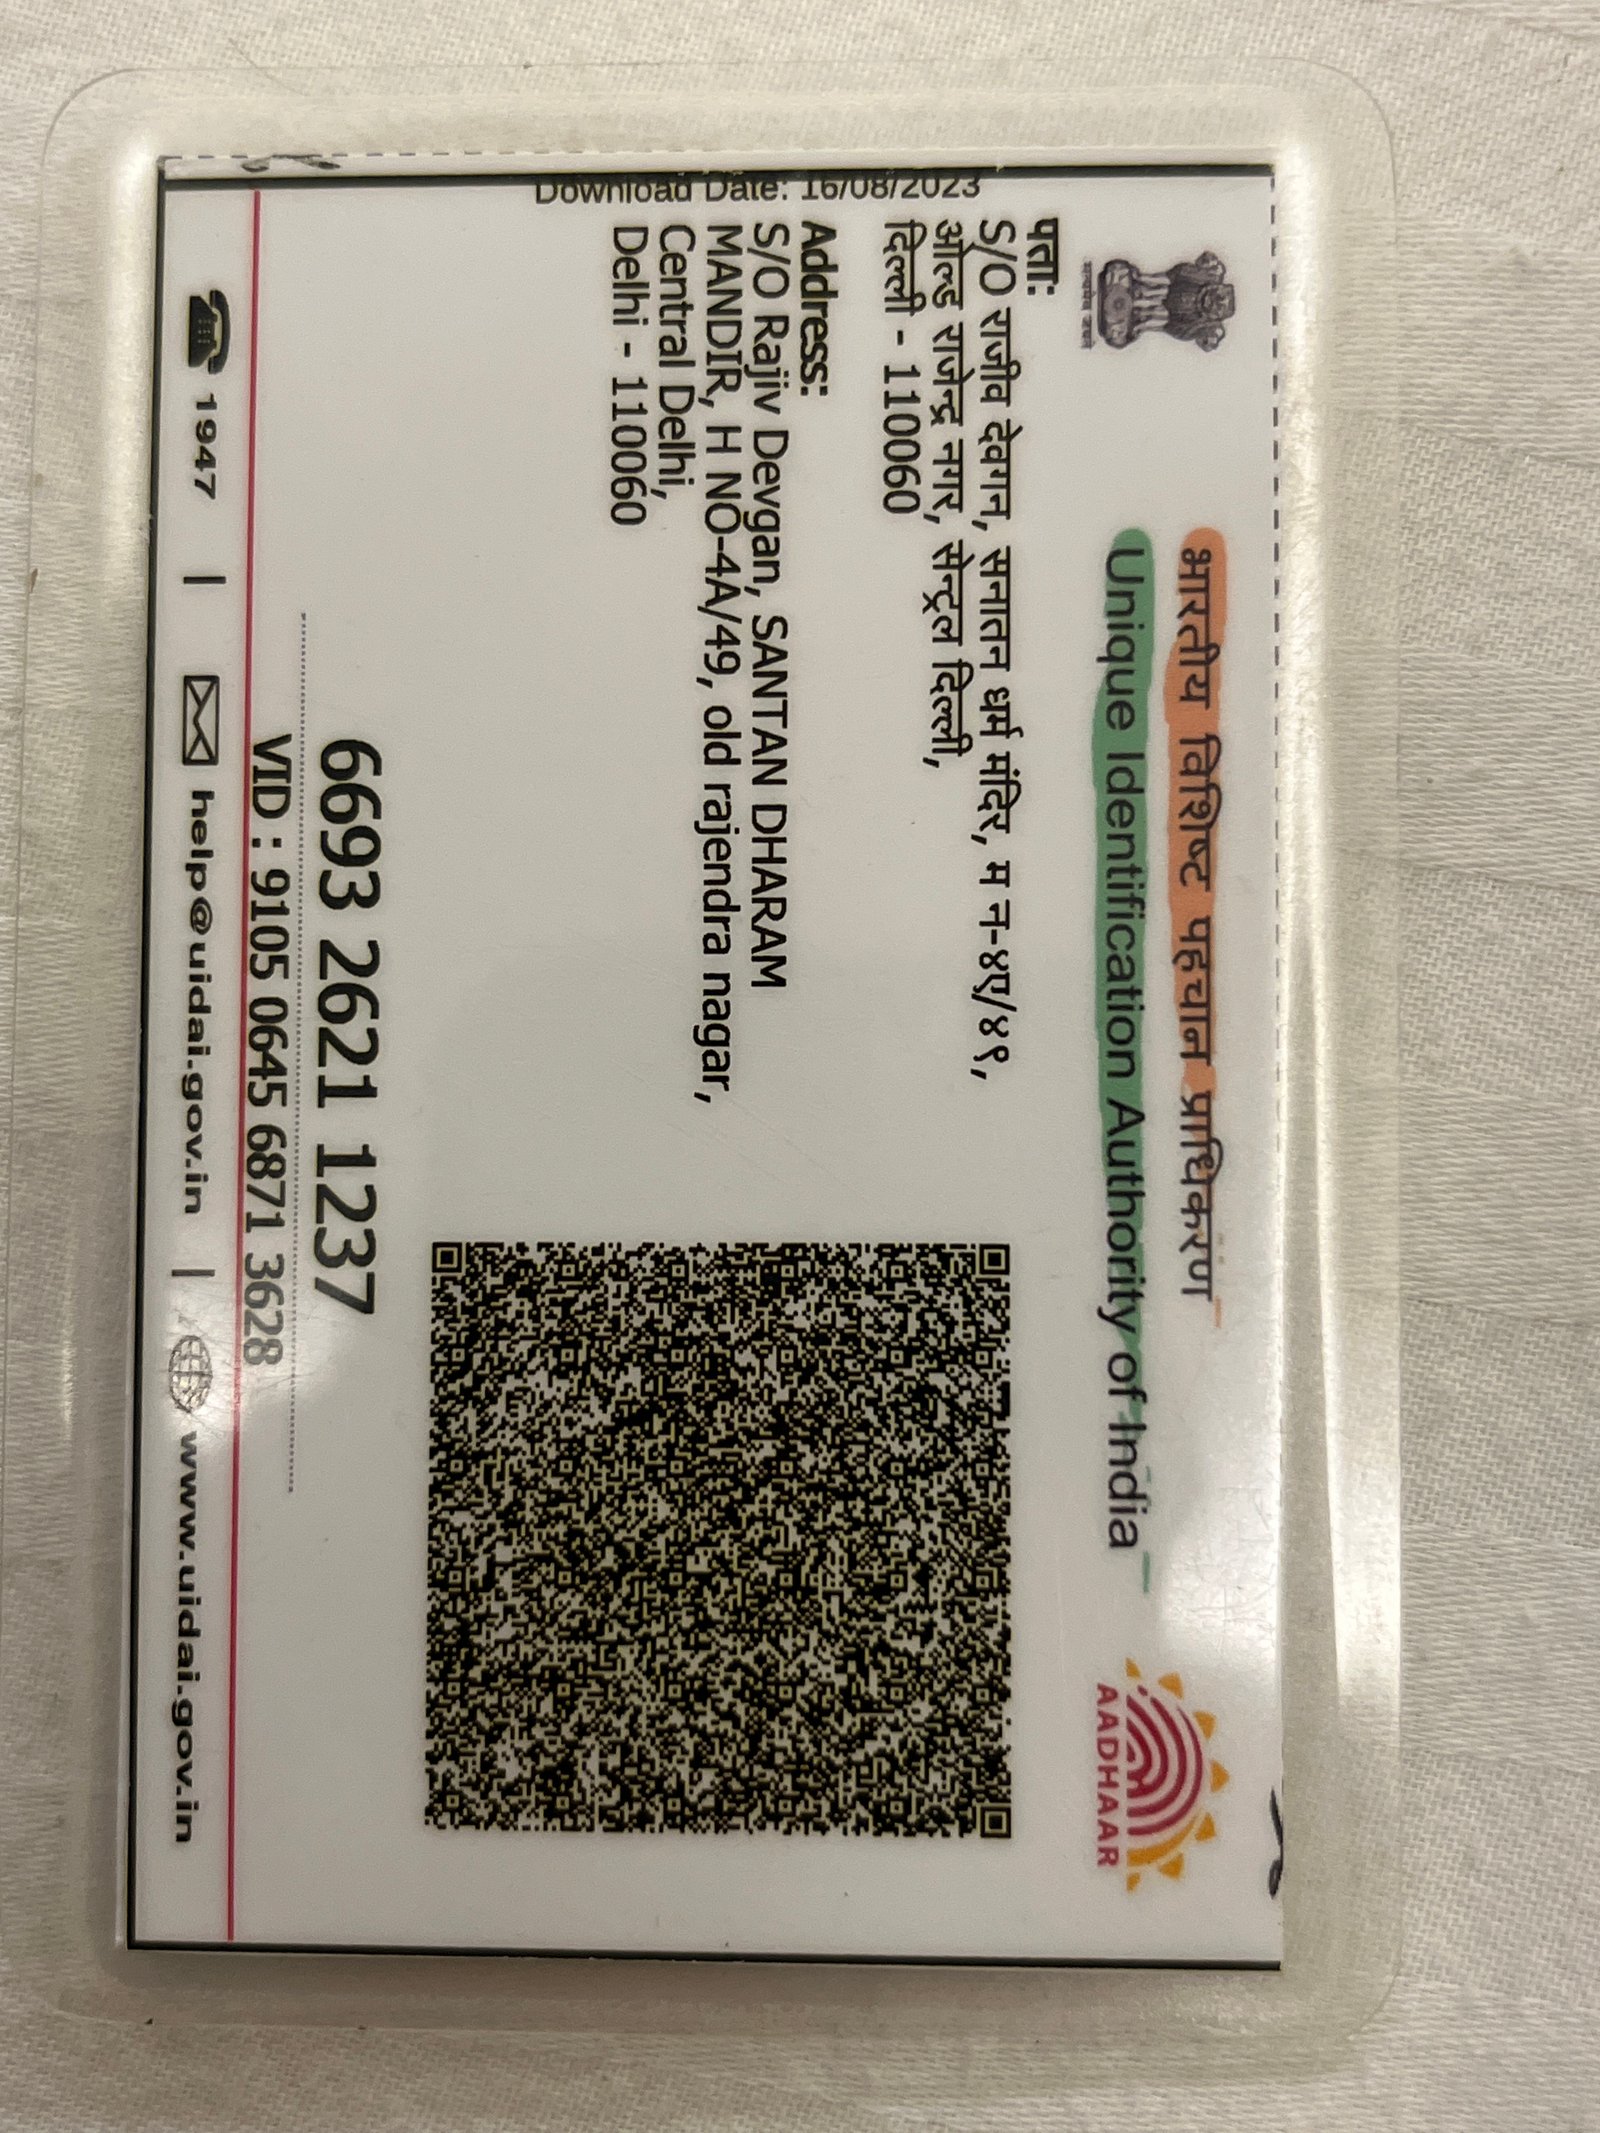 भारतीय विशिष्ट पहचान प्राधिकरण
Unique Identification Authority of India
AADHAAR
सत्यमेव जयते
Download Date: 16/08/2023
पता:
S/O राजीव देवगन, सनातन धर्म मंदिर, म न-४ए/४९,
ओल्ड राजेन्द्र नगर, सेन्ट्रल दिल्ली,
दिल्ली - 110060
Address:
S/O Rajiv Devgan, SANTAN DHARAM
MANDIR, H NO-4A/49, old rajendra nagar,
Central Delhi,
Delhi - 110060
6693 2621 1237
VID : 9105 0645 6871 3628
1947 | help@uidai.gov.in | www.uidai.gov.in